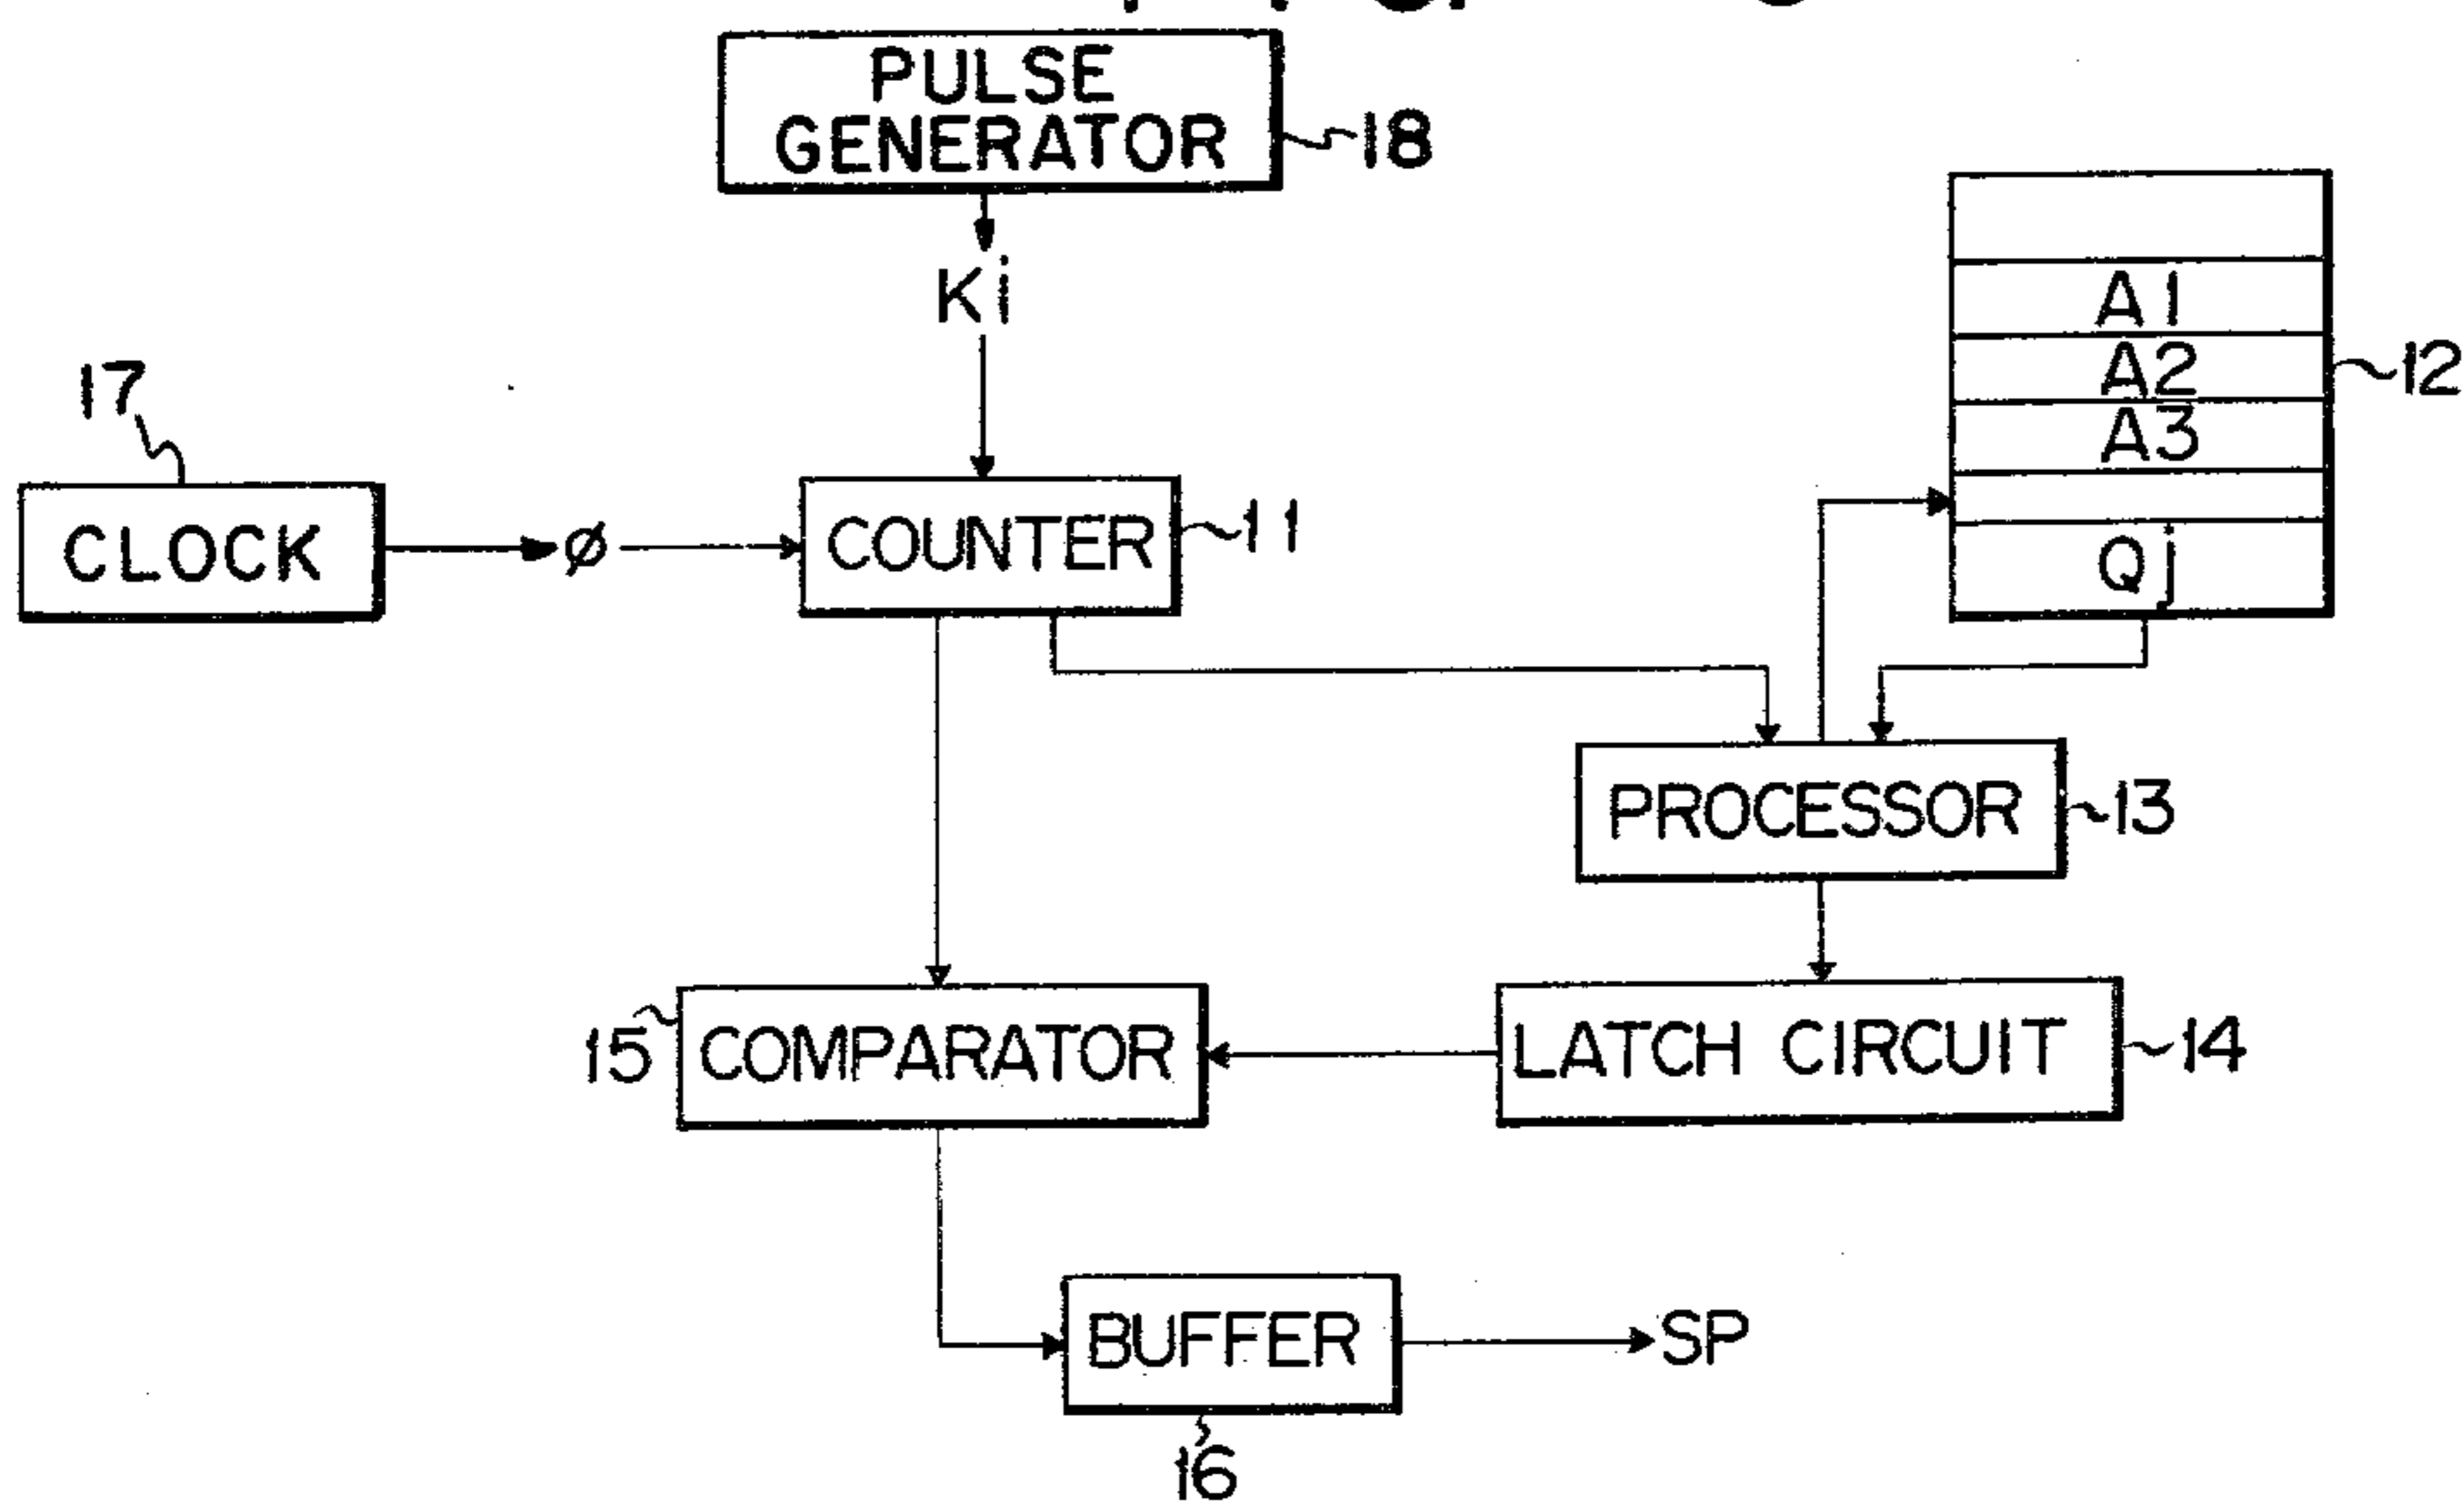 PULSE
GENERATOR
18
Ki
A1
A2
A3
Qj
12
17
CLOCK
ø
COUNTER
11
PROCESSOR
13
15
COMPARATOR
LATCH CIRCUIT
14
BUFFER
SP
16